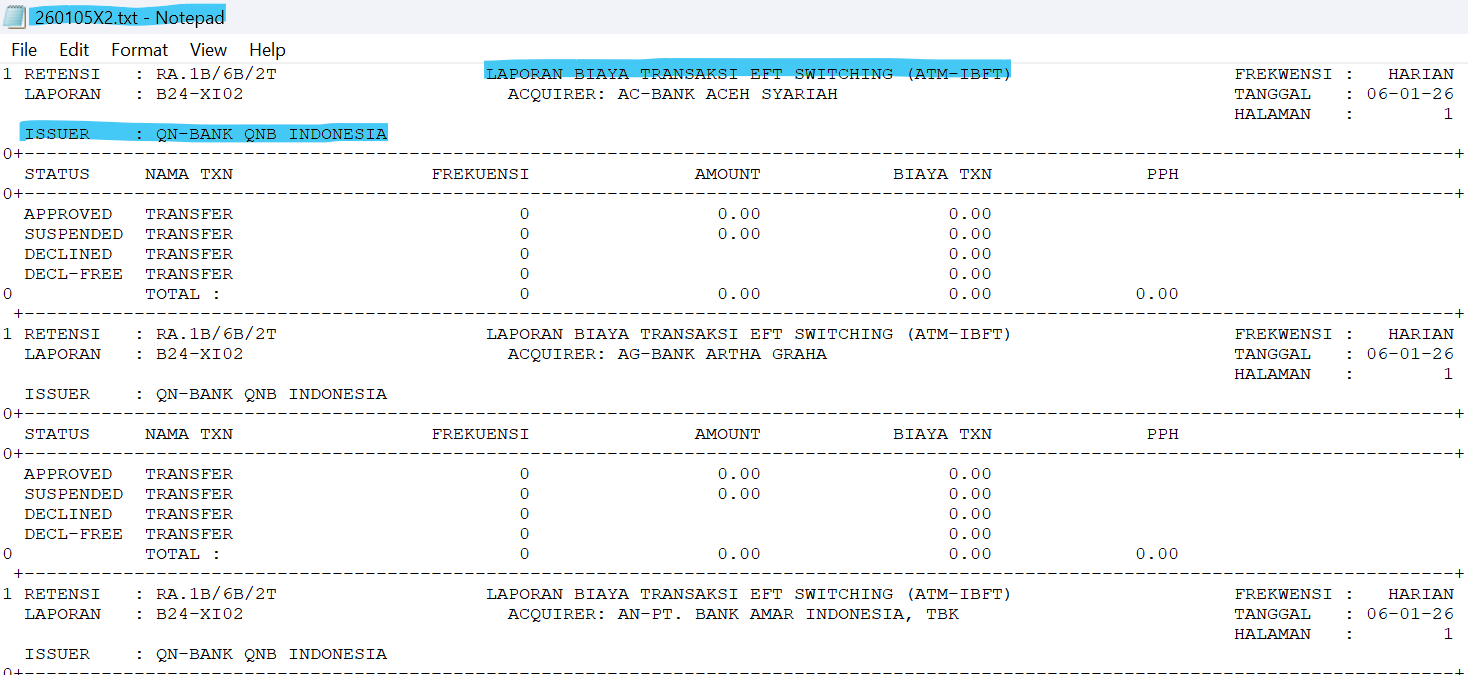 260105X2.txt - Notepad
File Edit Format View Help
1 RETENSI : RA.1B/6B/2T LAPORAN BIAYA TRANSAKSI EFT SWITCHING (ATM-IBFT) FREKWENSI : HARIAN
LAPORAN : B24-XI02 ACQUIRER: AC-BANK ACEH SYARIAH TANGGAL : 06-01-26
HALAMAN : 1
ISSUER : QN-BANK QNB INDONESIA
0+----------------------------------------------------------------------------------------------------------------------------------+
STATUS NAMA TXN FREKUENSI AMOUNT BIAYA TXN PPH
0+----------------------------------------------------------------------------------------------------------------------------------+
APPROVED TRANSFER 0 0.00 0.00
SUSPENDED TRANSFER 0 0.00 0.00
DECLINED TRANSFER 0 0.00
DECL-FREE TRANSFER 0 0.00
0 TOTAL : 0 0.00 0.00 0.00
+----------------------------------------------------------------------------------------------------------------------------------+
1 RETENSI : RA.1B/6B/2T LAPORAN BIAYA TRANSAKSI EFT SWITCHING (ATM-IBFT) FREKWENSI : HARIAN
LAPORAN : B24-XI02 ACQUIRER: AG-BANK ARTHA GRAHA TANGGAL : 06-01-26
HALAMAN : 1
ISSUER : QN-BANK QNB INDONESIA
0+----------------------------------------------------------------------------------------------------------------------------------+
STATUS NAMA TXN FREKUENSI AMOUNT BIAYA TXN PPH
0+----------------------------------------------------------------------------------------------------------------------------------+
APPROVED TRANSFER 0 0.00 0.00
SUSPENDED TRANSFER 0 0.00 0.00
DECLINED TRANSFER 0 0.00
DECL-FREE TRANSFER 0 0.00
0 TOTAL : 0 0.00 0.00 0.00
+----------------------------------------------------------------------------------------------------------------------------------+
1 RETENSI : RA.1B/6B/2T LAPORAN BIAYA TRANSAKSI EFT SWITCHING (ATM-IBFT) FREKWENSI : HARIAN
LAPORAN : B24-XI02 ACQUIRER: AN-PT. BANK AMAR INDONESIA, TBK TANGGAL : 06-01-26
HALAMAN : 1
ISSUER : QN-BANK QNB INDONESIA
0+----------------------------------------------------------------------------------------------------------------------------------+